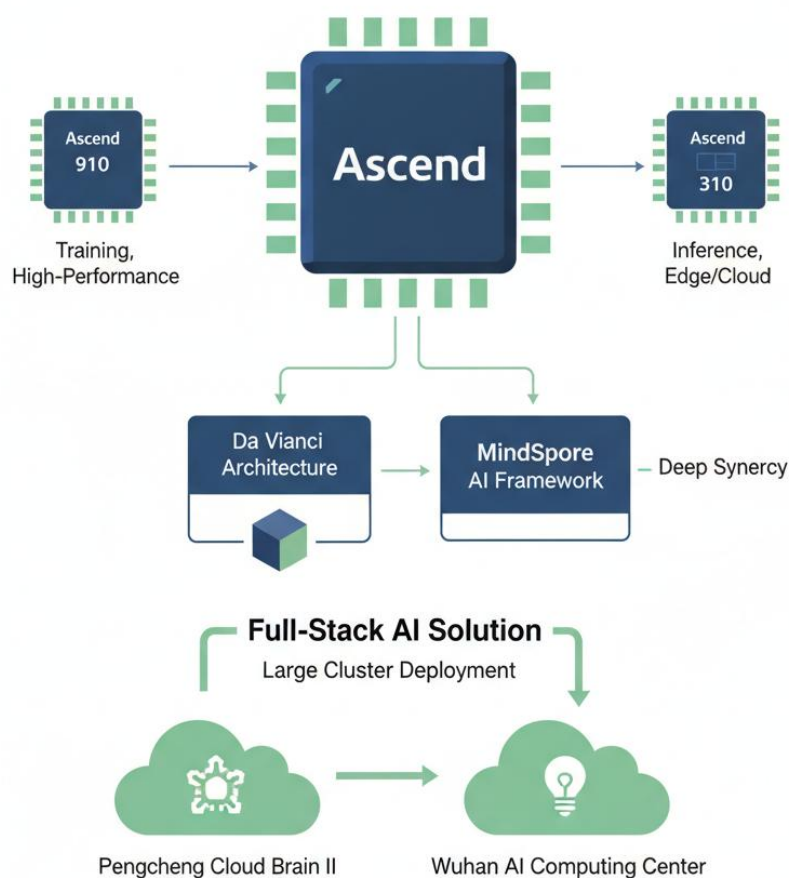 Ascend
910
Training,
High-Performance
Ascend
Ascend
310
Inference,
Edge/Cloud
Da Vianci
Architecture
MindSpore
AI Framework
Deep Synercy
Full-Stack AI Solution
Large Cluster Deployment
Pengcheng Cloud Brain II
Wuhan AI Computing Center